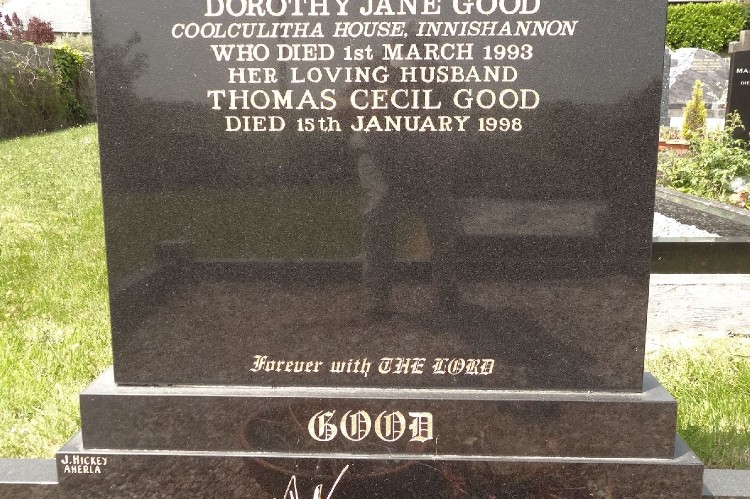 DOROTHY JANE GOOD
COOLCULITHA HOUSE, INNISHANNON
WHO DIED 1st MARCH 1993
HER LOVING HUSBAND
THOMAS CECIL GOOD
DIED 15th JANUARY 1998
Forever with THE LORD
GOOD
J. HICKEY
AHERLA